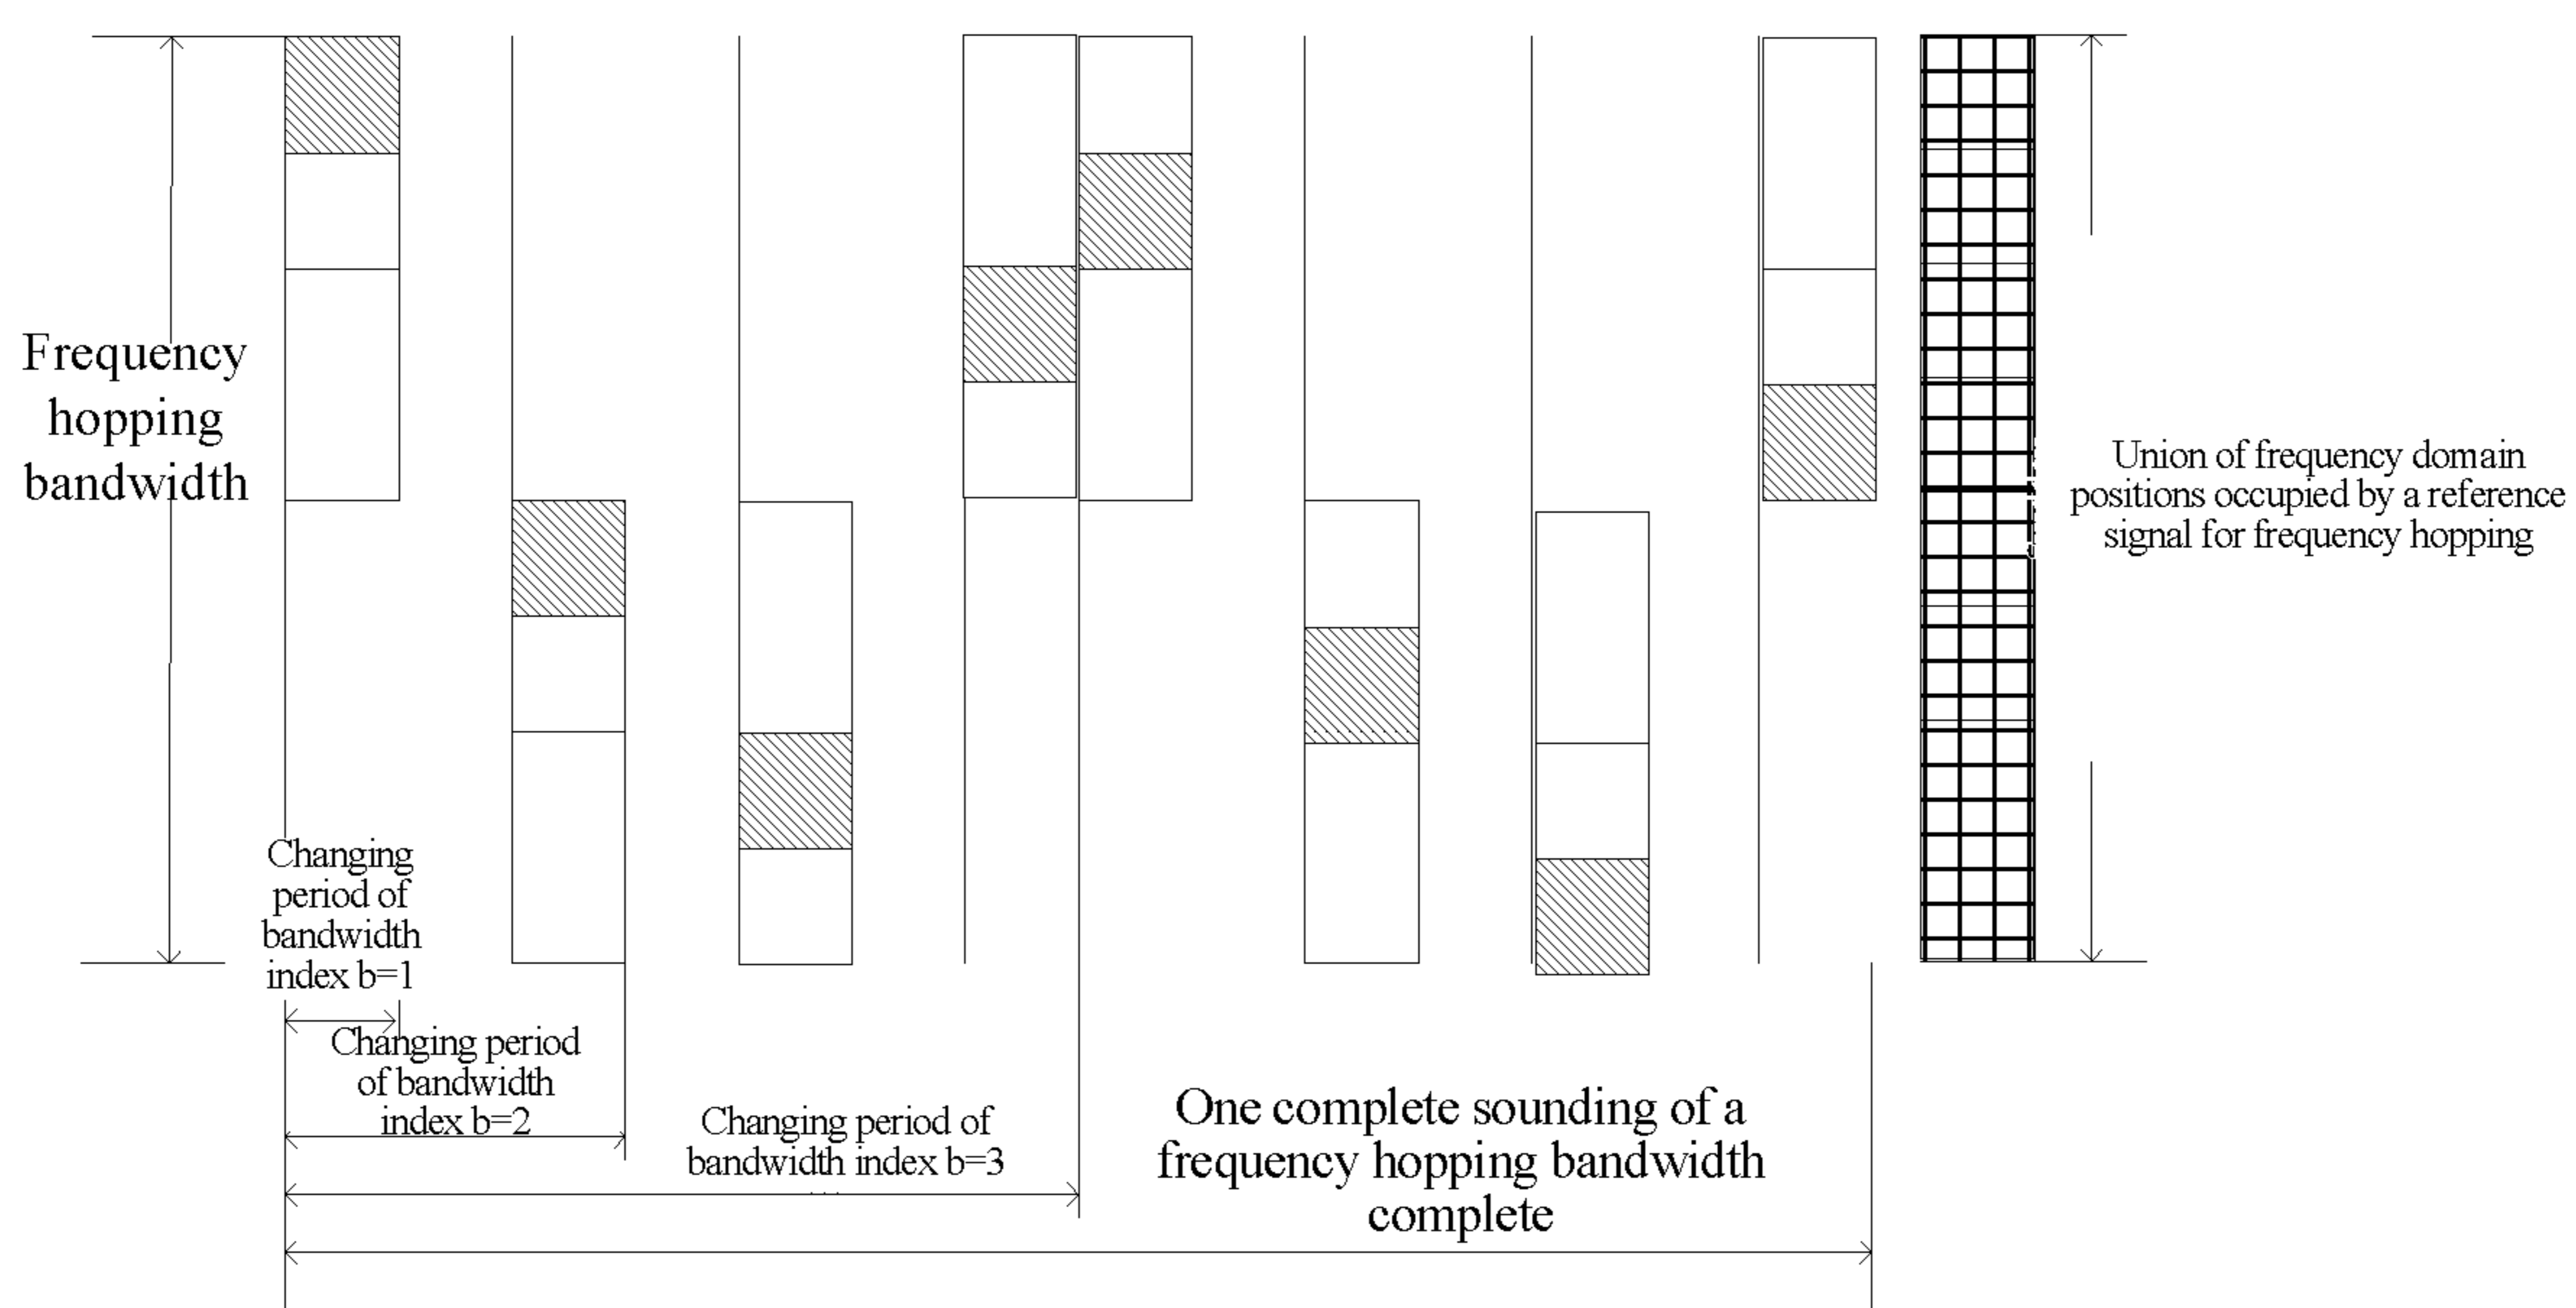 Frequency
hopping
bandwidth
Union of frequency domain
positions occupied by a reference
signal for frequency hopping
Changing
period of
bandwidth
index b=1
Changing period
of bandwidth
index b=2
Changing period of
bandwidth index b=3
One complete sounding of a
frequency hopping bandwidth
complete